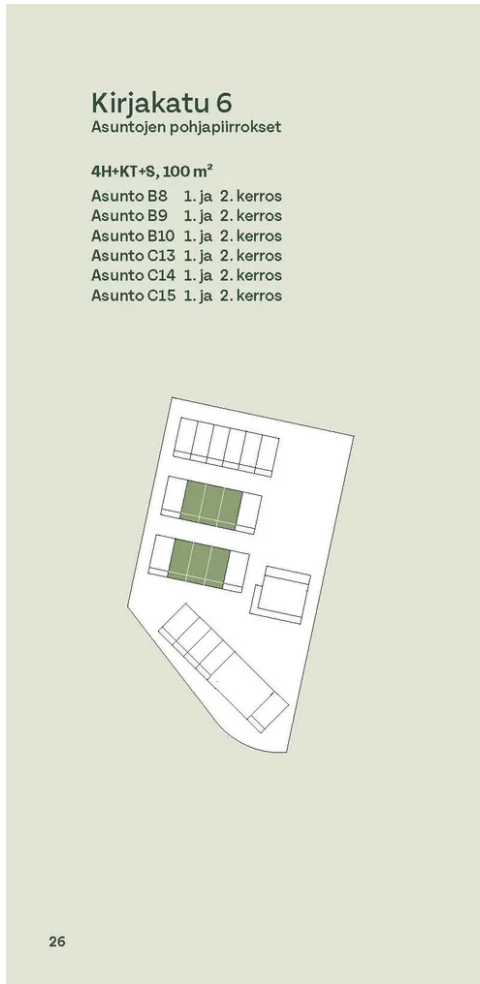 Kirjakatu 6
Asuntojen pohjapiirrokset
4H+KT+S, 100 m²
Asunto B8 1. ja 2. kerros
Asunto B9 1. ja 2. kerros
Asunto B10 1. ja 2. kerros
Asunto C13 1. ja 2. kerros
Asunto C14 1. ja 2. kerros
Asunto C15 1. ja 2. kerros
26